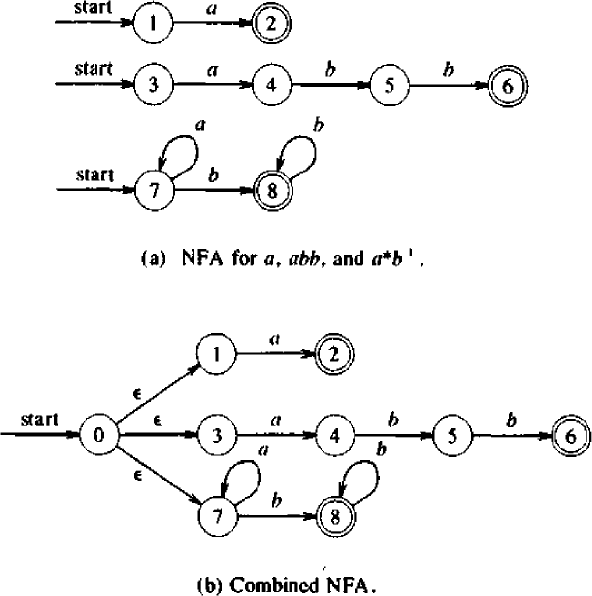 start 1 a 2
start 3 a 4 b 5 b 6
a b
start 7 b 8
(a) NFA for a, abb, and a*b⁺.
1 a 2
ϵ
start 0 ϵ 3 a 4 b 5 b 6
ϵ a b
7 b 8
(b) Combined NFA.